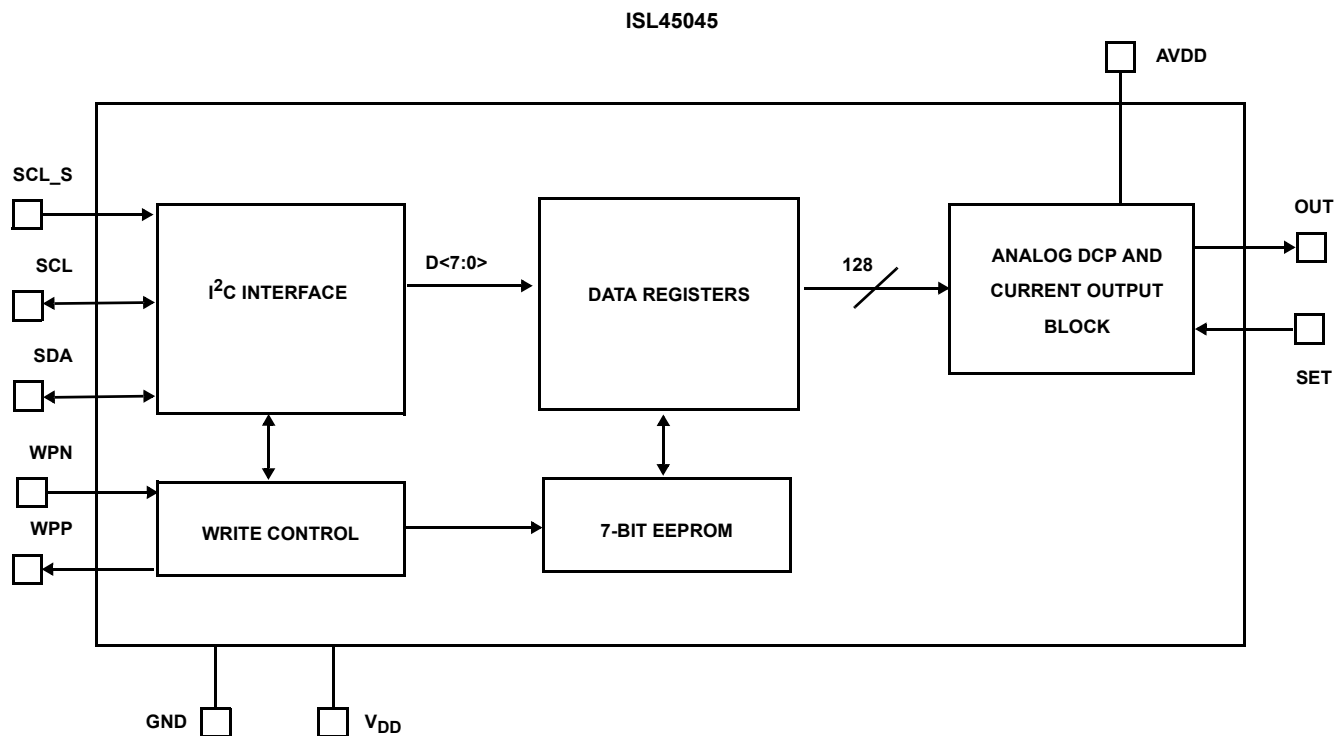 ISL45045
AVDD
SCL_S
SCL
SDA
WPN
WPP
I²C INTERFACE
D<7:0>
DATA REGISTERS
128
ANALOG DCP AND
CURRENT OUTPUT
BLOCK
OUT
SET
WRITE CONTROL
7-BIT EEPROM
GND
VDD